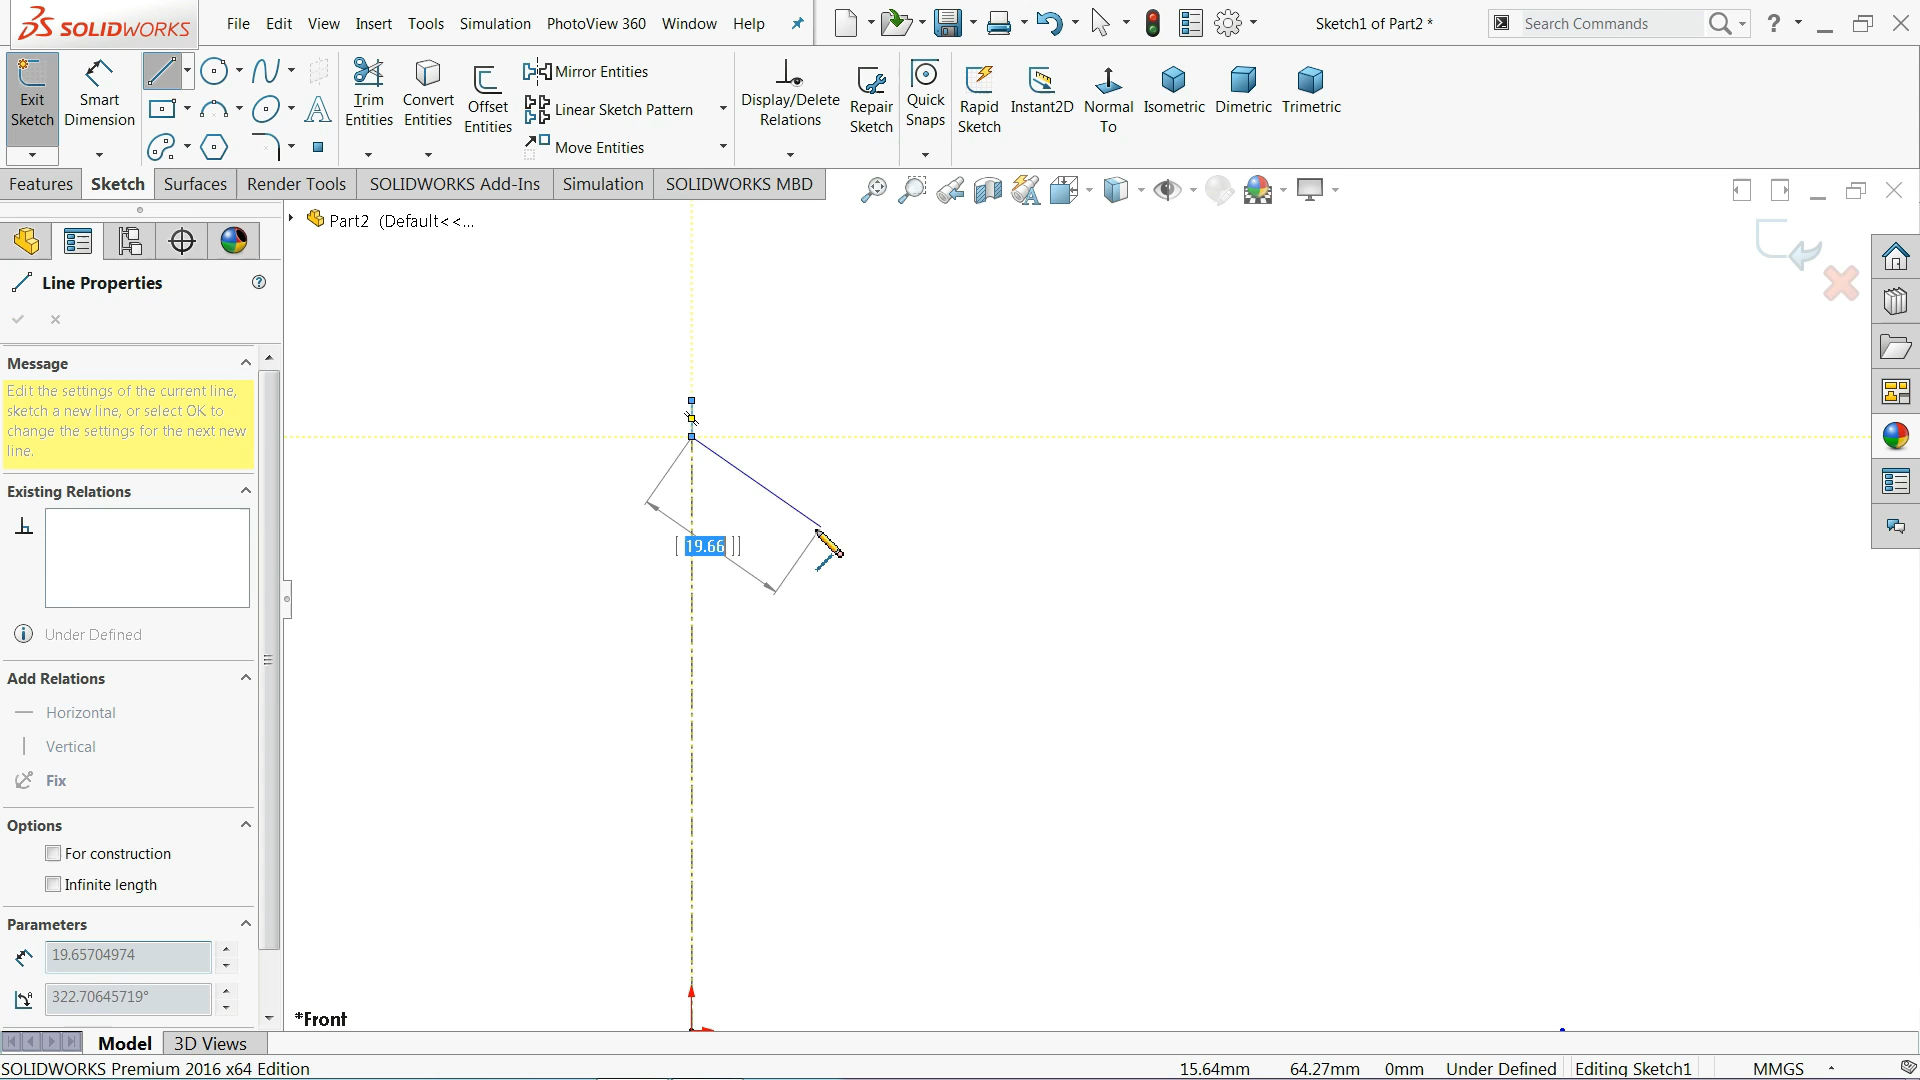 SOLIDWORKS
File Edit View Insert Tools Simulation PhotoView 360 Window Help
Sketch1 of Part2 *
Search Commands
Exit Sketch
Smart Dimension
Trim Entities
Convert Entities
Offset Entities
Mirror Entities
Linear Sketch Pattern
Move Entities
Display/Delete Relations
Repair Sketch
Quick Snaps
Rapid Sketch
Instant2D
Normal To
Isometric
Dimetric
Trimetric
Features Sketch Surfaces Render Tools SOLIDWORKS Add-Ins Simulation SOLIDWORKS MBD
Part2 (Default<<...
Line Properties
Message
Edit the settings of the current line,
sketch a new line, or select OK to
change the settings for the next new
line.
Existing Relations
Under Defined
Add Relations
Horizontal
Vertical
Fix
Options
For construction
Infinite length
Parameters
19.65704974
322.70645719°
[ 19.66 ]]
*Front
Model 3D Views
SOLIDWORKS Premium 2016 x64 Edition
15.64mm 64.27mm 0mm Under Defined Editing Sketch1 MMGS